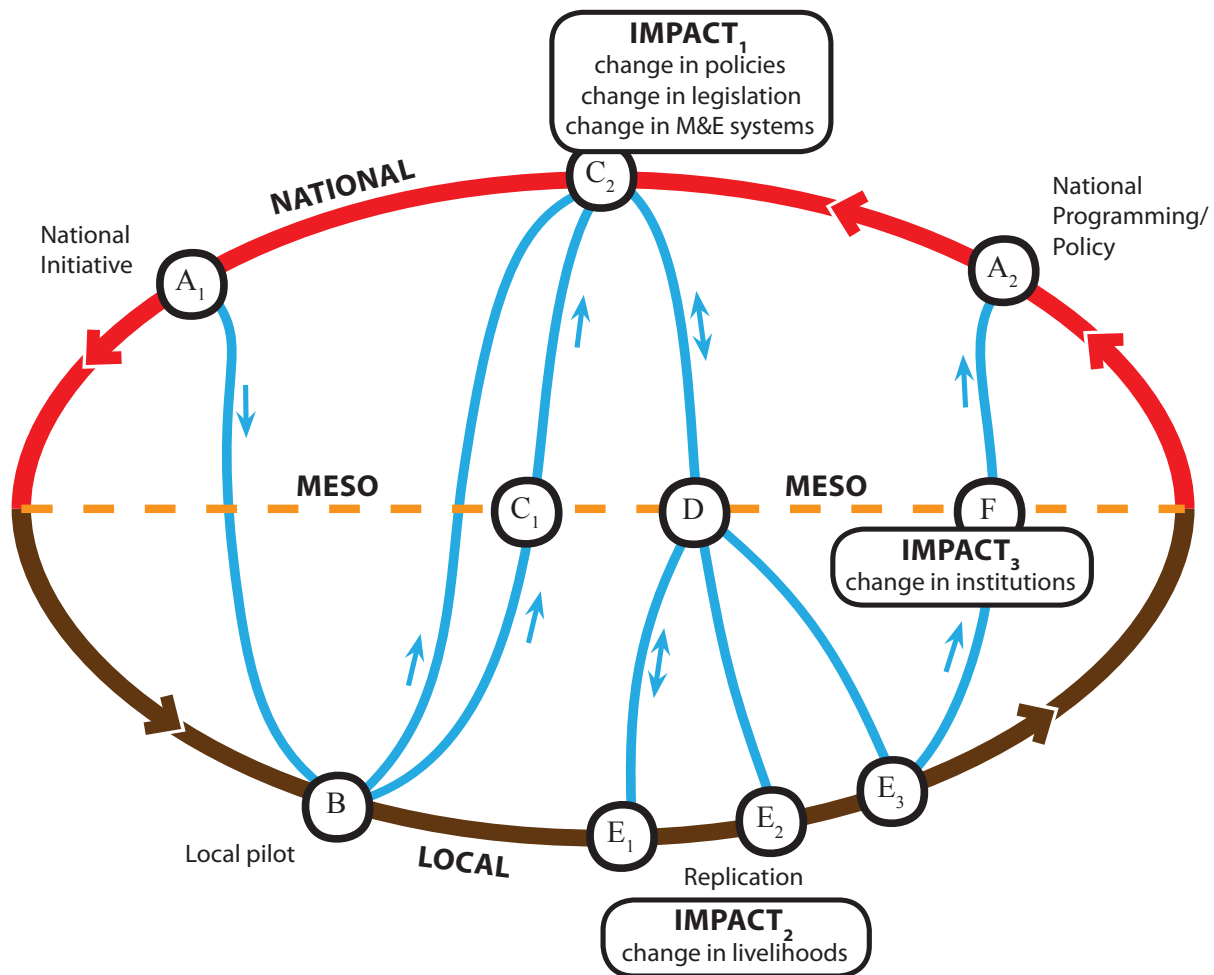 IMPACT₁
change in policies
change in legislation
change in M&E systems
C₂
NATIONAL
National
Initiative
A₁
National
Programming/
Policy
A₂
MESO
C₁
D
MESO
F
IMPACT₃
change in institutions
B
Local pilot
LOCAL
E₁
E₂
E₃
Replication
IMPACT₂
change in livelihoods